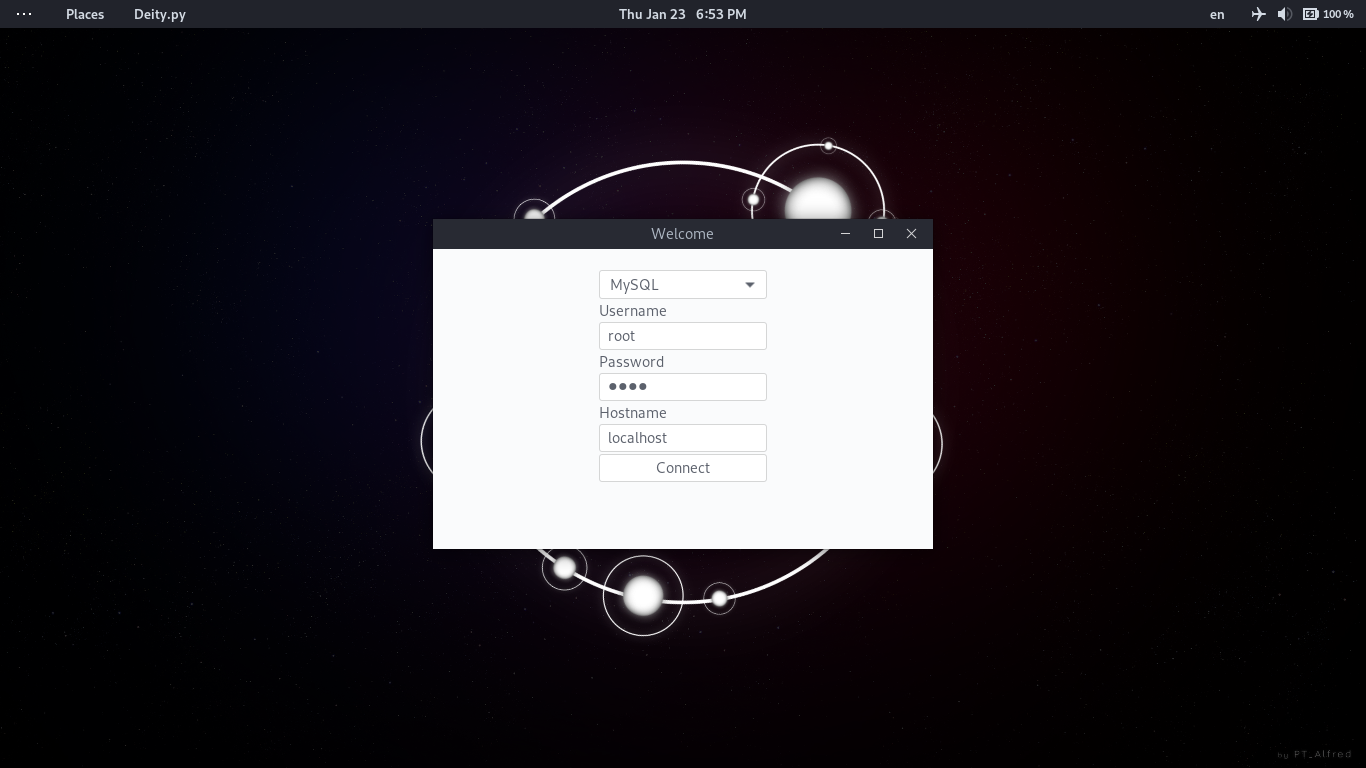 Places Deity.py Thu Jan 23 6:53 PM en 100 %
Welcome
MySQL
Username
root
Password
Hostname
localhost
Connect
by PT_Alfred